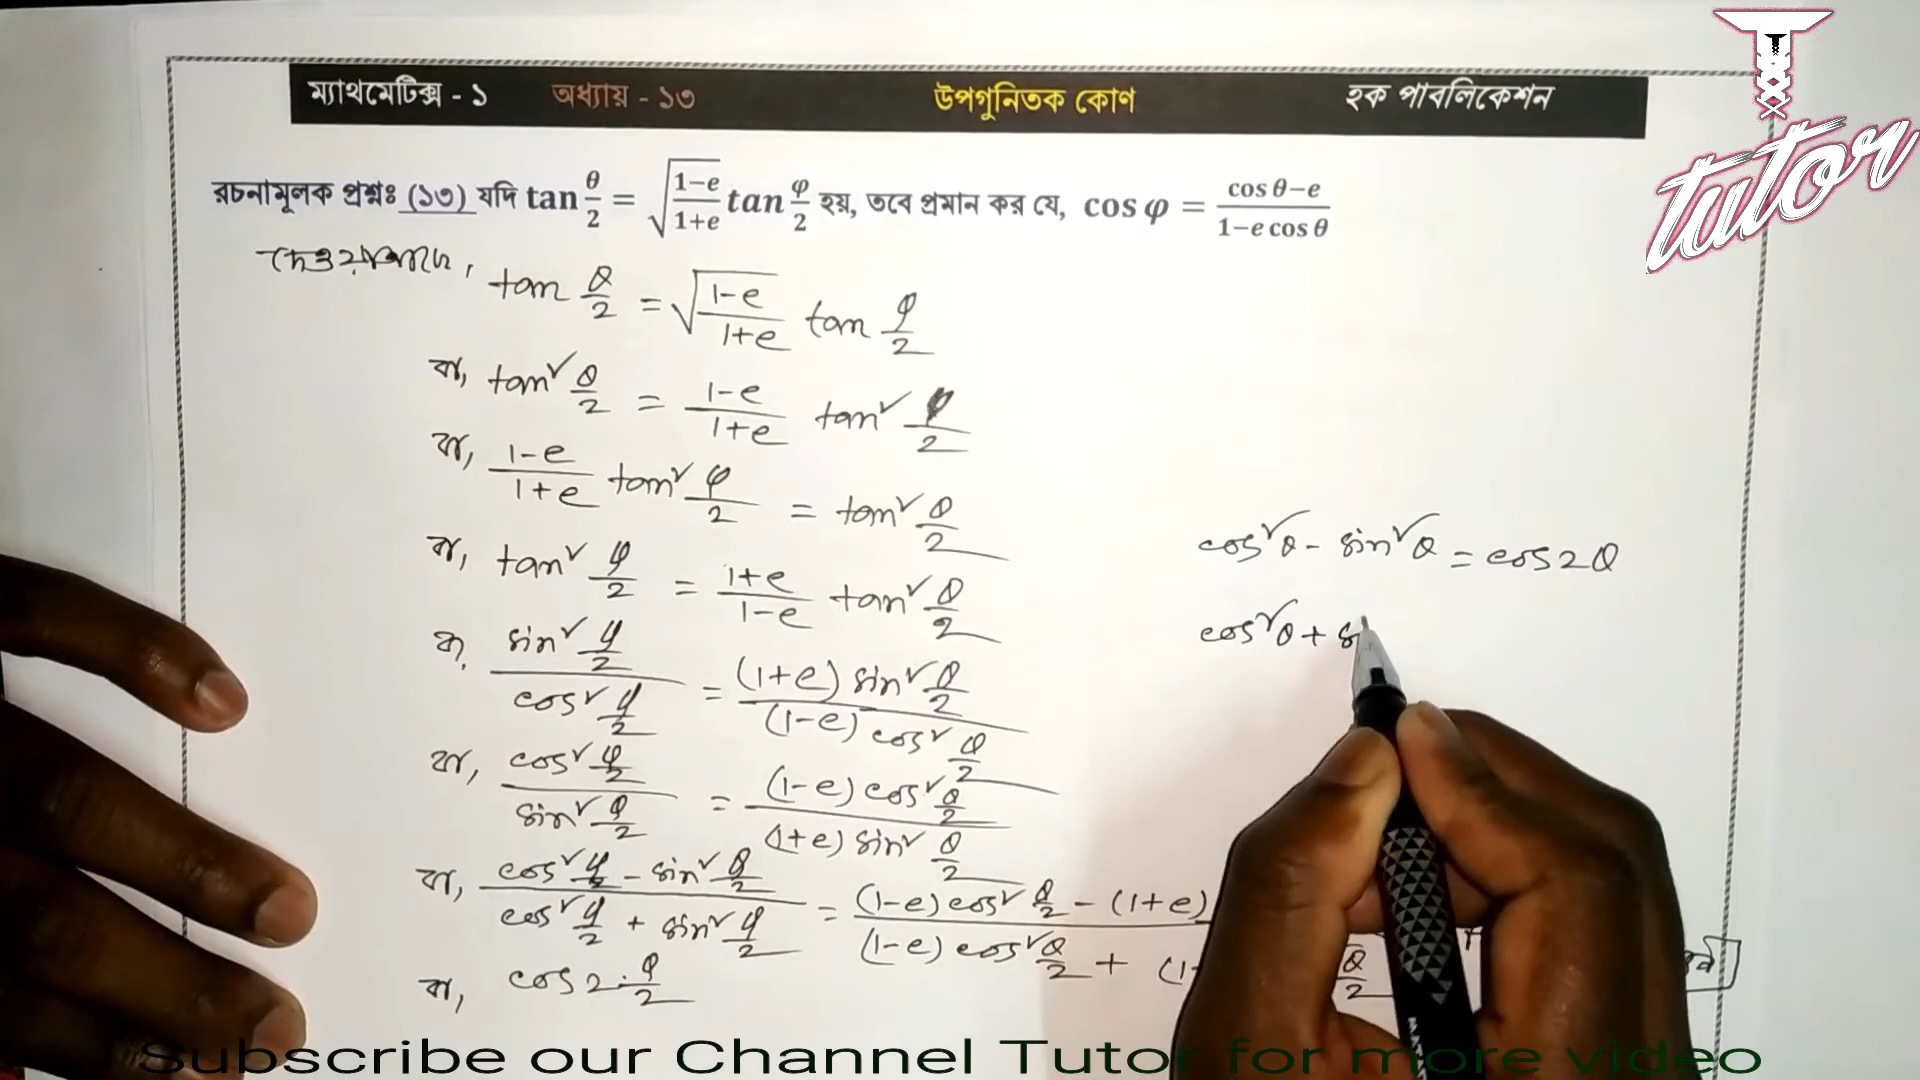 ম্যাথমেটিক্স - ১ অধ্যায় - ১৩ উপগুনিতক কোণ হক পাবলিকেশন
T
tutor
রচনামূলক প্রশ্নঃ (১৩) যদি tan θ/2 = √((1−e)/(1+e)) tan φ/2 হয়, তবে প্রমান কর যে, cos φ = (cos θ−e)/(1−e cos θ)
tan θ/2 = √((1-e)/(1+e)) tan φ/2
বা, tan² θ/2 = (1-e)/(1+e) tan² φ/2
বা, (1-e)/(1+e) tan² φ/2 = tan² θ/2
বা, tan² φ/2 = (1+e)/(1-e) tan² θ/2
বা, (sin² φ/2)/(cos² φ/2) = ((1+e) sin² θ/2)/((1-e) cos² θ/2)
বা, (cos² φ/2)/(sin² φ/2) = ((1-e) cos² θ/2)/((1+e) sin² θ/2)
বা, (cos² φ/2 - sin² φ/2)/(cos² φ/2 + sin² φ/2) = ((1-e) cos² θ/2 - (1+e)/((1-e) cos² θ/2 + (1+ θ/2
বা, cos 2. φ/2
cos²θ - sin²θ = cos2θ
cos²θ + s
Subscribe our Channel Tutor for more video